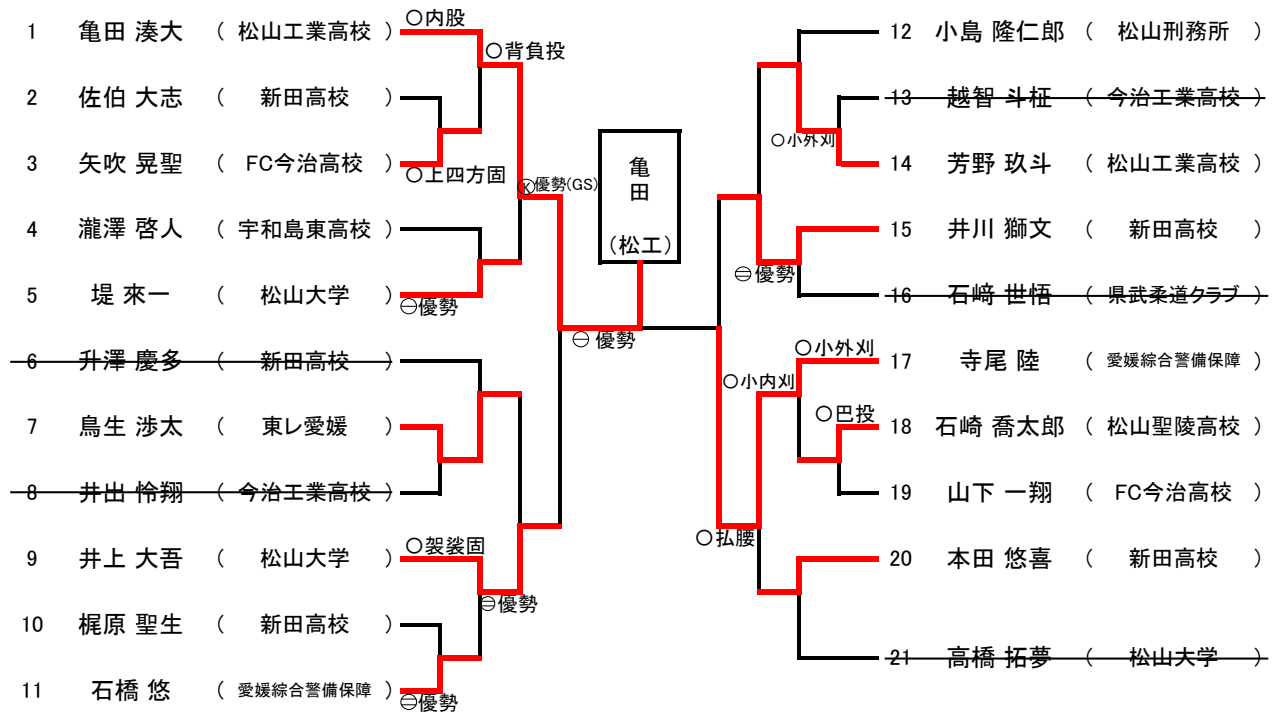 1 亀田 湊大 （ 松山工業高校 ）
○内股
○背負投
2 佐伯 大志 （ 新田高校 ）
3 矢吹 晃聖 （ FC今治高校 ）
○上四方固
Ⓚ優勢(GS)
4 瀧澤 啓人 （ 宇和島東高校 ）
5 堤 來一 （ 松山大学 ）
㊀優勢
6 升澤 慶多 （ 新田高校 ）
7 鳥生 渉太 （ 東レ愛媛 ）
8 井出 怜翔 （ 今治工業高校 ）
9 井上 大吾 （ 松山大学 ）
○袈裟固
㊀優勢
10 梶原 聖生 （ 新田高校 ）
11 石橋 悠 （ 愛媛綜合警備保障 ）
㊀優勢
亀田
（松工）
㊀ 優勢
12 小島 隆仁郎 （ 松山刑務所 ）
13 越智 斗柾 （ 今治工業高校 ）
○小外刈
14 芳野 玖斗 （ 松山工業高校 ）
15 井川 獅文 （ 新田高校 ）
㊀優勢
16 石﨑 世悟 （ 県武柔道クラブ ）
○小外刈
17 寺尾 陸 （ 愛媛綜合警備保障 ）
○小内刈
○巴投
18 石崎 喬太郎 （ 松山聖陵高校 ）
19 山下 一翔 （ FC今治高校 ）
○払腰
20 本田 悠喜 （ 新田高校 ）
21 高橋 拓夢 （ 松山大学 ）